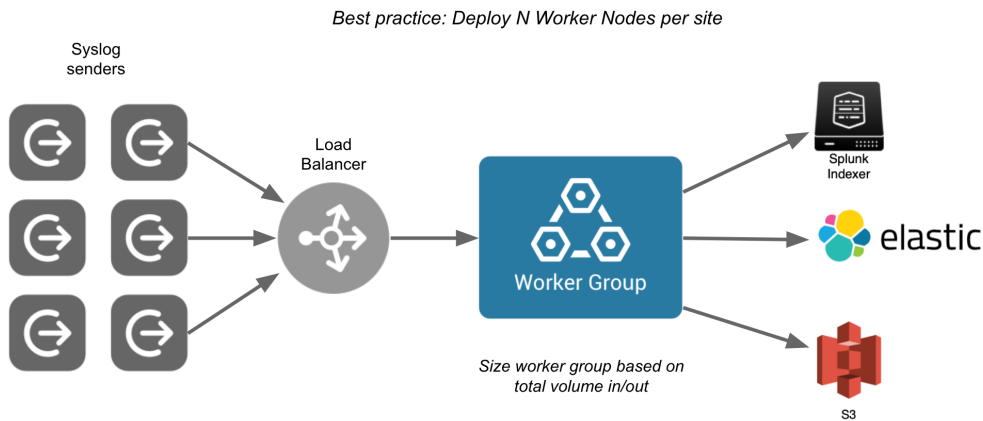 Best practice: Deploy N Worker Nodes per site
Syslog
senders
Load
Balancer
Worker Group
Size worker group based on
total volume in/out
Splunk
Indexer
elastic
S3